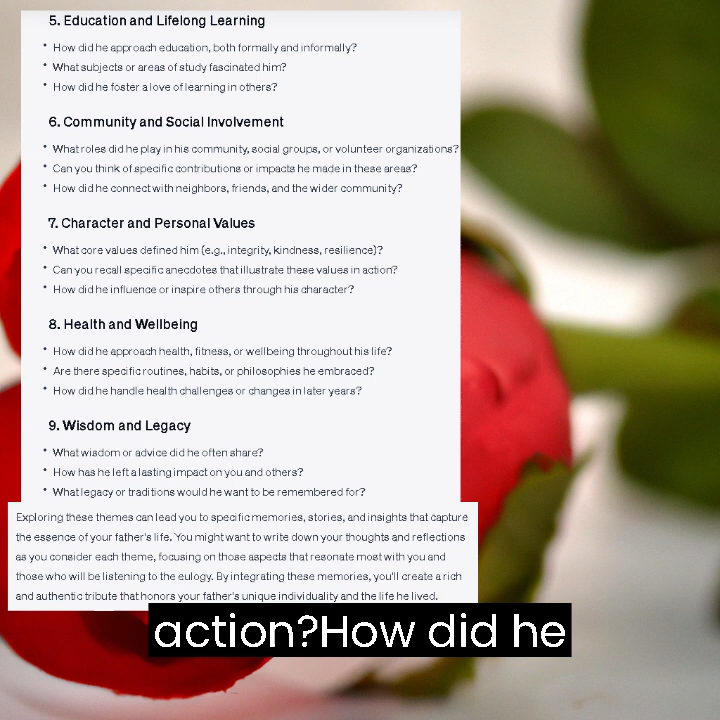 5. Education and Lifelong Learning
• How did he approach education, both formally and informally?
• What subjects or areas of study fascinated him?
• How did he foster a love of learning in others?
6. Community and Social Involvement
• What roles did he play in his community, social groups, or volunteer organizations?
• Can you think of specific contributions or impacts he made in these areas?
• How did he connect with neighbors, friends, and the wider community?
7. Character and Personal Values
• What core values defined him (e.g., integrity, kindness, resilience)?
• Can you recall specific anecdotes that illustrate these values in action?
• How did he influence or inspire others through his character?
8. Health and Wellbeing
• How did he approach health, fitness, or wellbeing throughout his life?
• Are there specific routines, habits, or philosophies he embraced?
• How did he handle health challenges or changes in later years?
9. Wisdom and Legacy
• What wisdom or advice did he often share?
• How has he left a lasting impact on you and others?
• What legacy or traditions would he want to be remembered for?
Exploring these themes can lead you to specific memories, stories, and insights that capture
the essence of your father's life. You might want to write down your thoughts and reflections
as you consider each theme, focusing on those aspects that resonate most with you and
those who will be listening to the eulogy. By integrating these memories, you'll create a rich
and authentic tribute that honors your father's unique individuality and the life he lived.
action?How did he